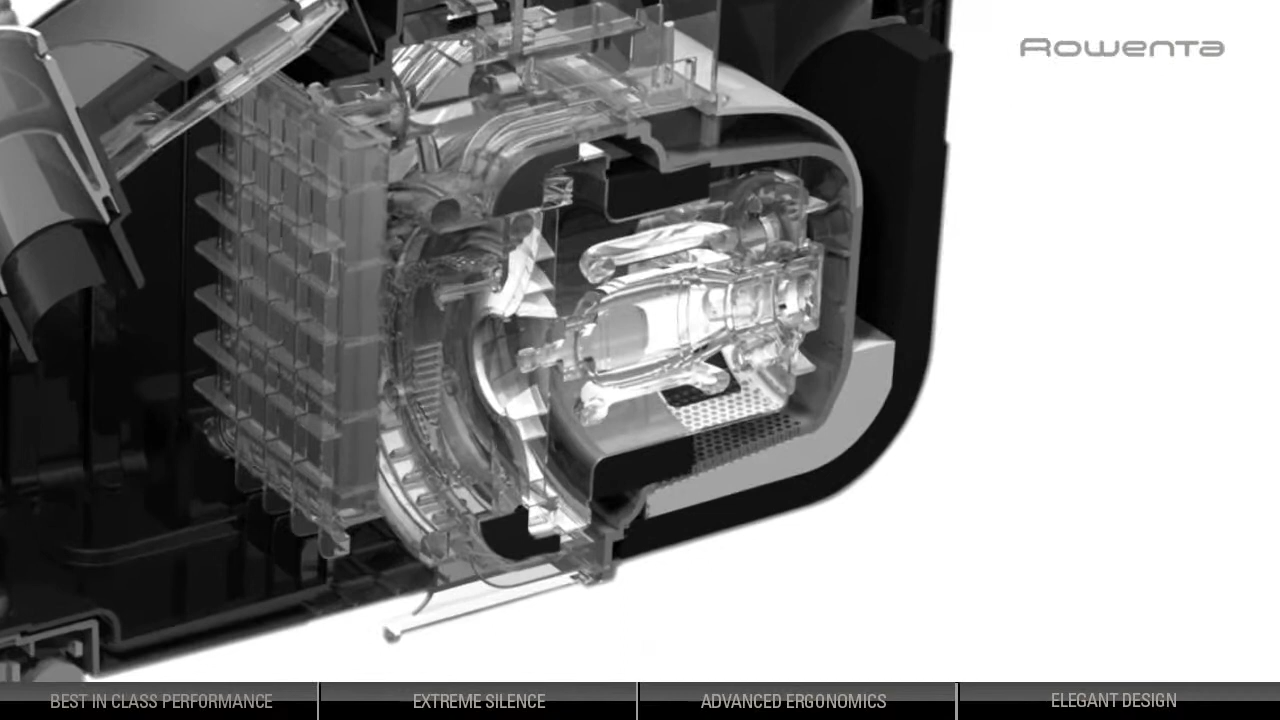 Rowenta
BEST IN CLASS PERFORMANCE
EXTREME SILENCE
ADVANCED ERGONOMICS
ELEGANT DESIGN